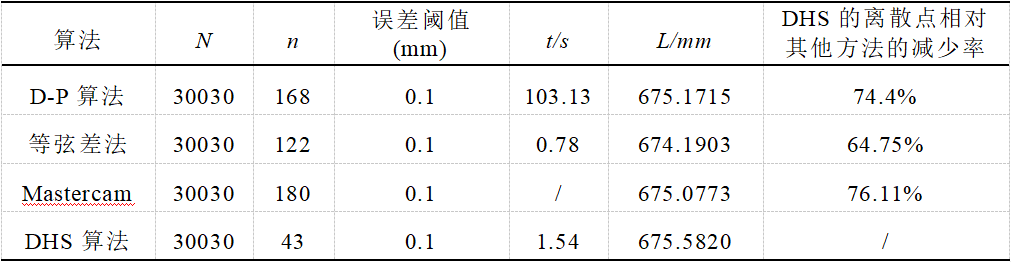 算法 N n 误差阈值 (mm) t/s L/mm DHS 的离散点相对其他方法的减少率
D-P 算法 30030 168 0.1 103.13 675.1715 74.4%
等弦差法 30030 122 0.1 0.78 674.1903 64.75%
Mastercam 30030 180 0.1 / 675.0773 76.11%
DHS 算法 30030 43 0.1 1.54 675.5820 /